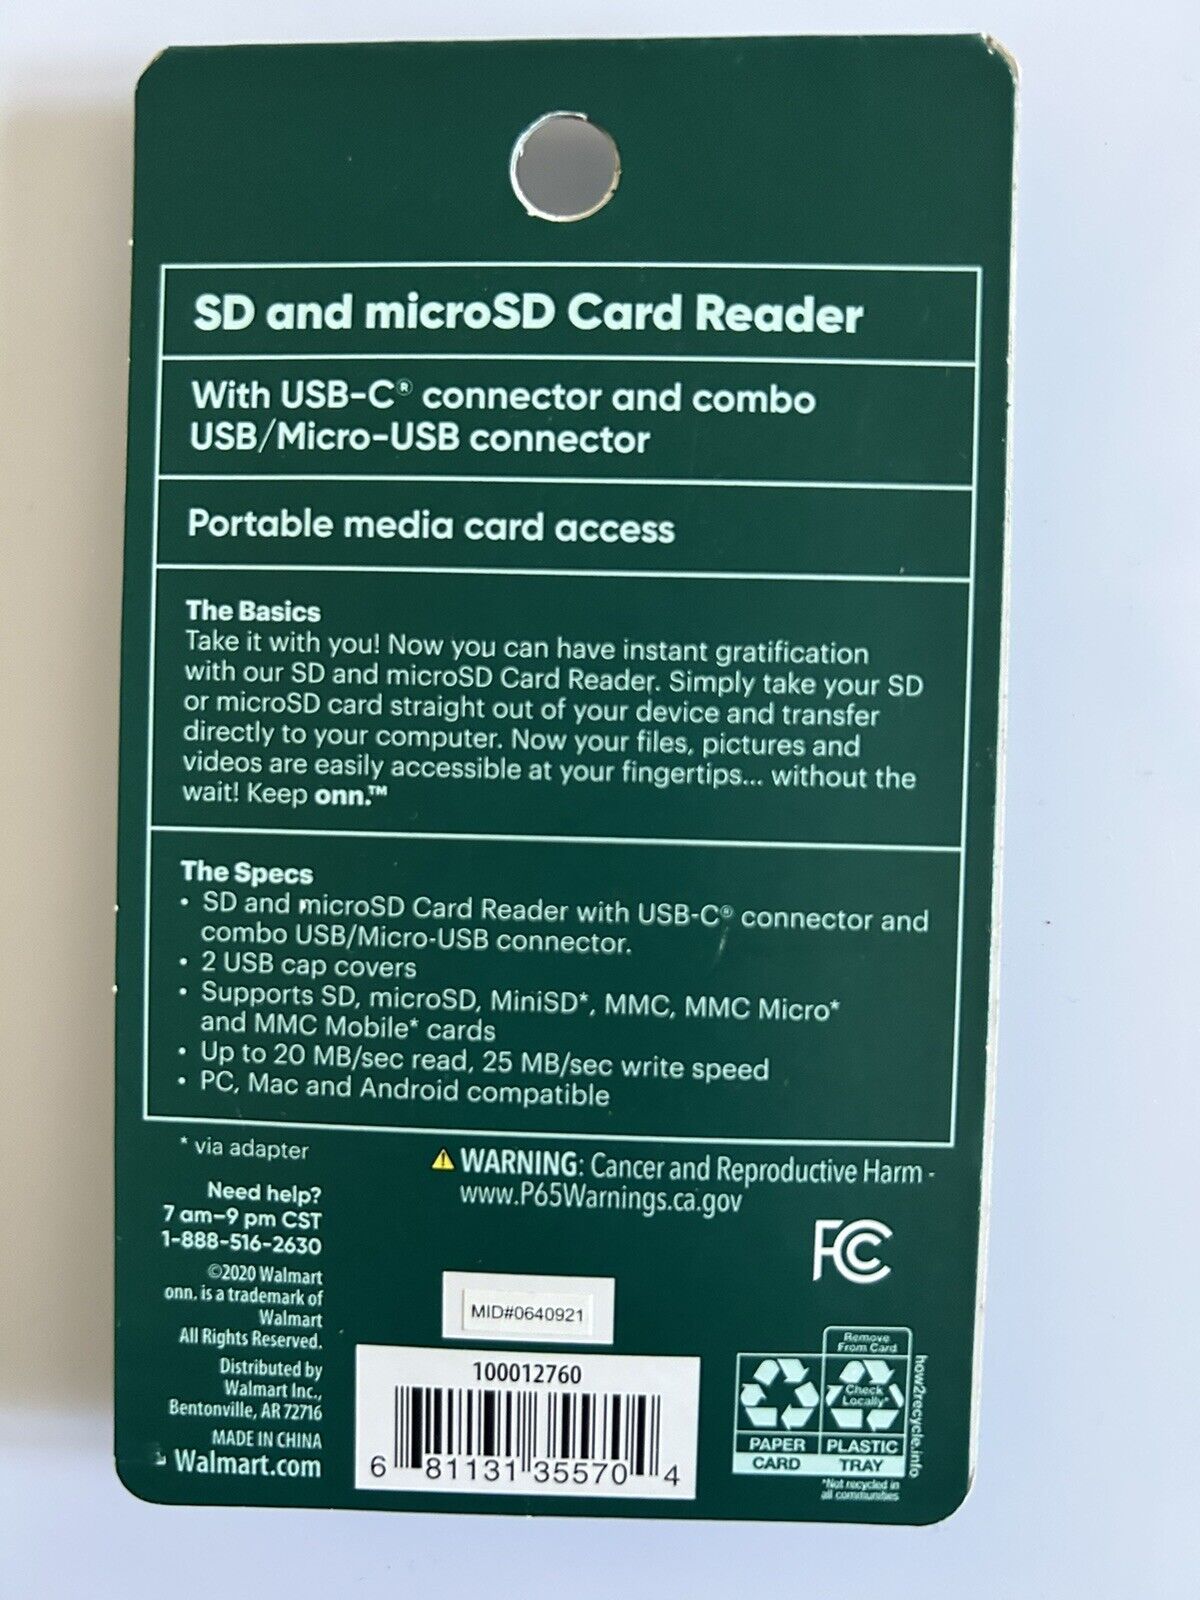 SD and microSD Card Reader
With USB-C® connector and combo
USB/Micro-USB connector
Portable media card access
The Basics
Take it with you! Now you can have instant gratification
with our SD and microSD Card Reader. Simply take your SD
or microSD card straight out of your device and transfer
directly to your computer. Now your files, pictures and
videos are easily accessible at your fingertips... without the
wait! Keep onn.™
The Specs
• SD and microSD Card Reader with USB-C® connector and
combo USB/Micro-USB connector.
• 2 USB cap covers
• Supports SD, microSD, MiniSD*, MMC, MMC Micro*
and MMC Mobile* cards
• Up to 20 MB/sec read, 25 MB/sec write speed
• PC, Mac and Android compatible
* via adapter
Need help?
7 am–9 pm CST
1-888-516-2630
©2020 Walmart
onn. is a trademark of
Walmart
All Rights Reserved.
Distributed by
Walmart Inc.,
Bentonville, AR 72716
MADE IN CHINA
Walmart.com
WARNING: Cancer and Reproductive Harm -
www.P65Warnings.ca.gov
FC
MID#0640921
100012760
6 81131 35570 4
Remove
From Card
Check
Locally*
PAPER
CARD
PLASTIC
TRAY
*Not recycled in
all communities
how2recycle.info